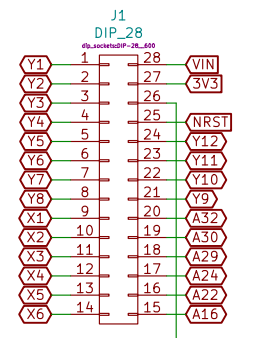 J1
DIP_28
dip_sockets:DIP-28__600
Y1 1 28 VIN
Y2 2 27 3V3
Y3 3 26
Y4 4 25 NRST
Y5 5 24 Y12
Y6 6 23 Y11
Y7 7 22 Y10
Y8 8 21 Y9
X1 9 20 A32
X2 10 19 A30
X3 11 18 A29
X4 12 17 A24
X5 13 16 A22
X6 14 15 A16